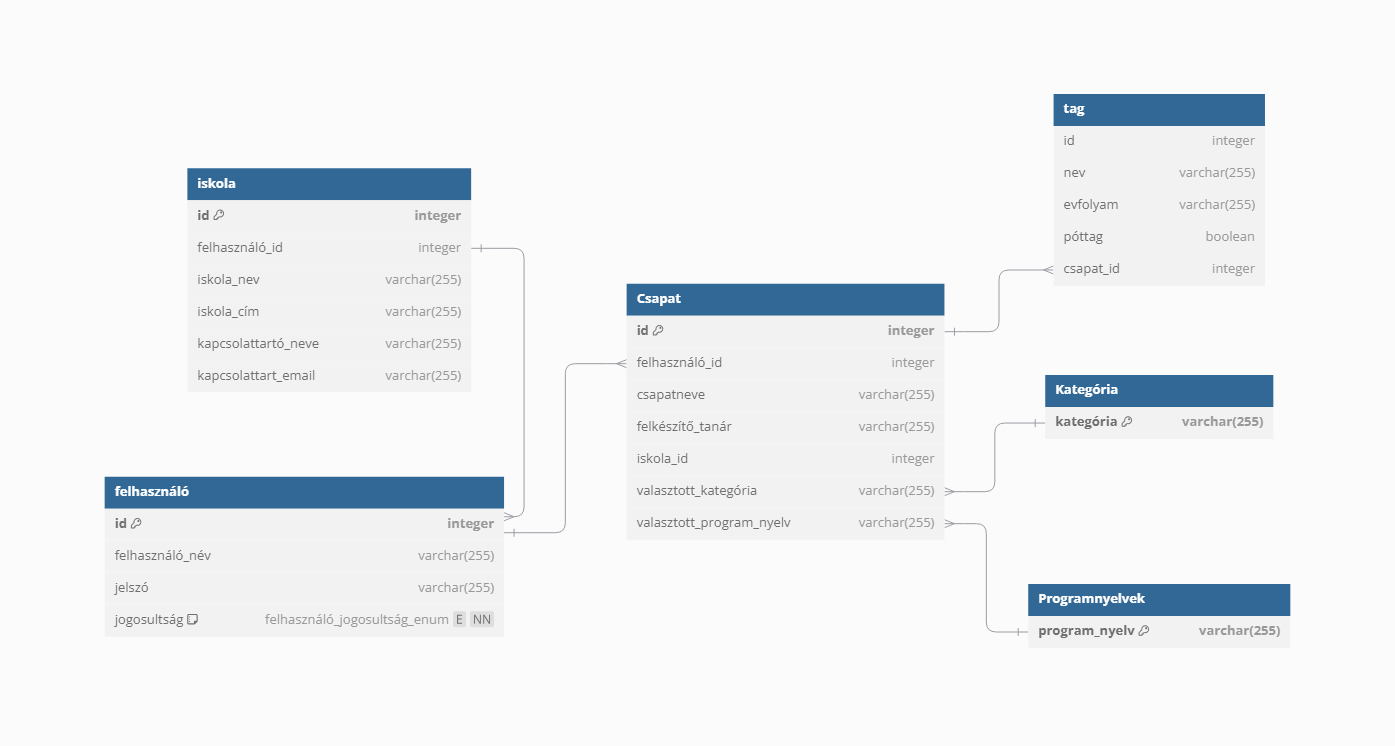 iskola
id integer
felhasználó_id integer
iskola_nev varchar(255)
iskola_cím varchar(255)
kapcsolattartó_neve varchar(255)
kapcsolattart_email varchar(255)
felhasználó
id integer
felhasználó_név varchar(255)
jelszó varchar(255)
jogosultság felhasználó_jogosultság_enum E NN
Csapat
id integer
felhasználó_id integer
csapatneve varchar(255)
felkészítő_tanár varchar(255)
iskola_id integer
valasztott_kategória varchar(255)
valasztott_program_nyelv varchar(255)
tag
id integer
nev varchar(255)
evfolyam varchar(255)
póttag boolean
csapat_id integer
Kategória
kategória varchar(255)
Programnyelvek
program_nyelv varchar(255)